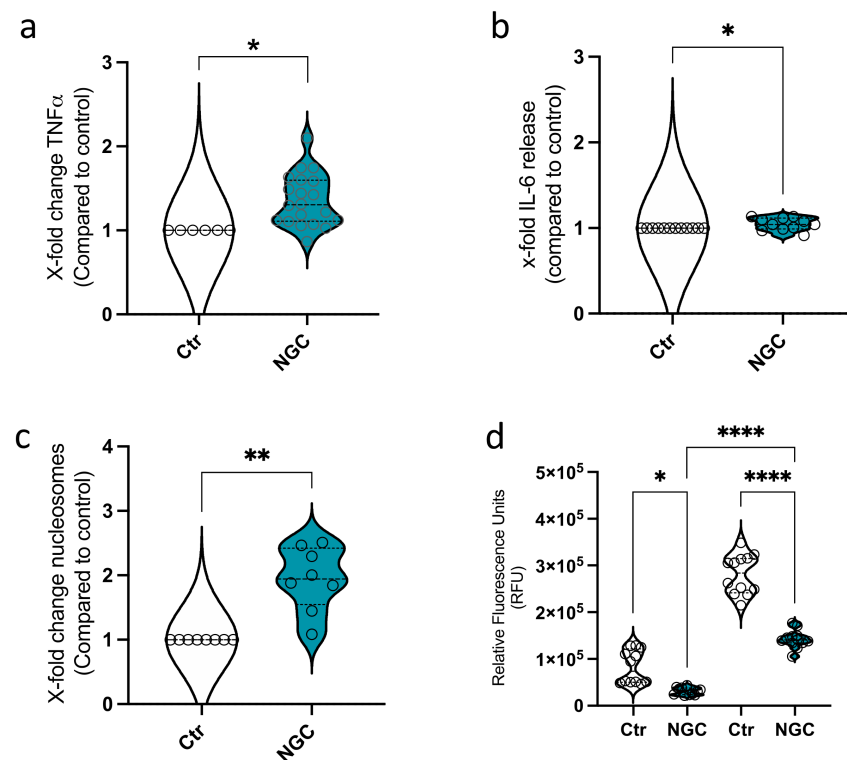 a
*
X-fold change TNFα
(Compared to control)
3
2
1
0
Ctr
NGC
b
*
x-fold IL-6 release
(compared to control)
3
2
1
0
Ctr
NGC
c
**
X-fold change nucleosomes
(Compared to control)
4
3
2
1
0
Ctr
NGC
d
****
*
****
Relative Fluorescence Units
(RFU)
5×10⁵
4×10⁵
3×10⁵
2×10⁵
1×10⁵
0
Ctr NGC Ctr NGC